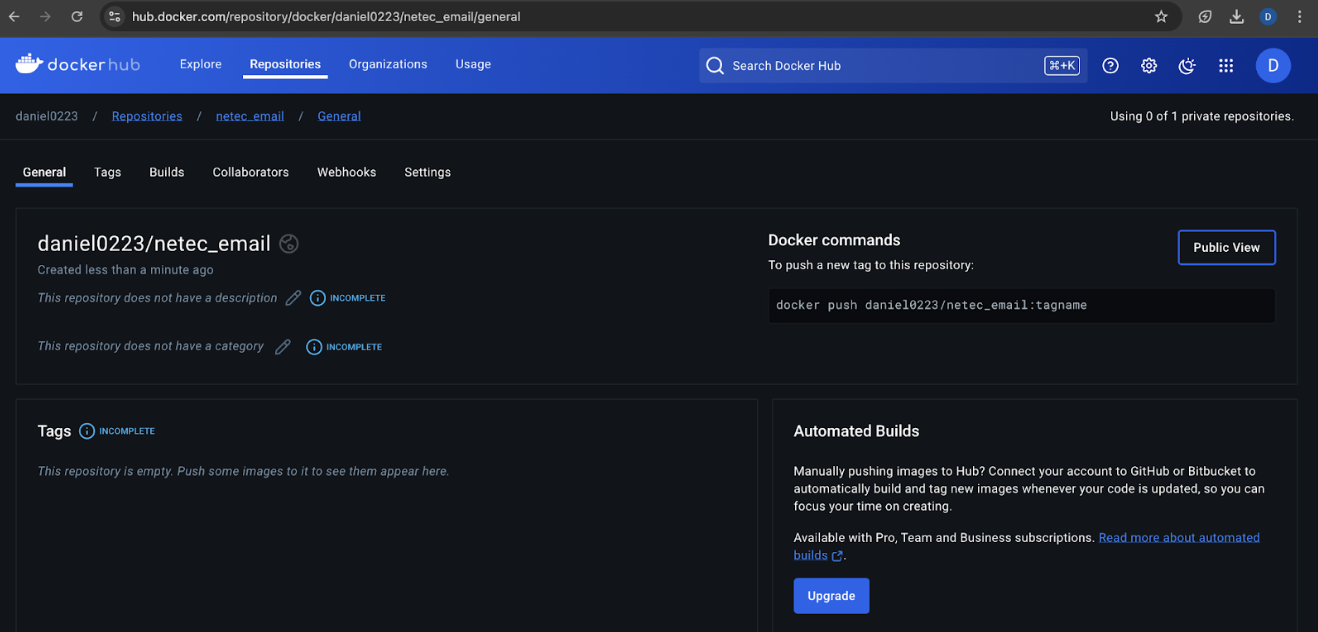 hub.docker.com/repository/docker/daniel0223/netec_email/general
D
dockerhub
Explore
Repositories
Organizations
Usage
Search Docker Hub
⌘+K
D
daniel0223 / Repositories / netec_email / General
Using 0 of 1 private repositories.
General
Tags
Builds
Collaborators
Webhooks
Settings
daniel0223/netec_email
Created less than a minute ago
This repository does not have a description INCOMPLETE
This repository does not have a category INCOMPLETE
Docker commands
To push a new tag to this repository:
Public View
docker push daniel0223/netec_email:tagname
Tags INCOMPLETE
This repository is empty. Push some images to it to see them appear here.
Automated Builds
Manually pushing images to Hub? Connect your account to GitHub or Bitbucket to
automatically build and tag new images whenever your code is updated, so you can
focus your time on creating.
Available with Pro, Team and Business subscriptions. Read more about automated
builds.
Upgrade